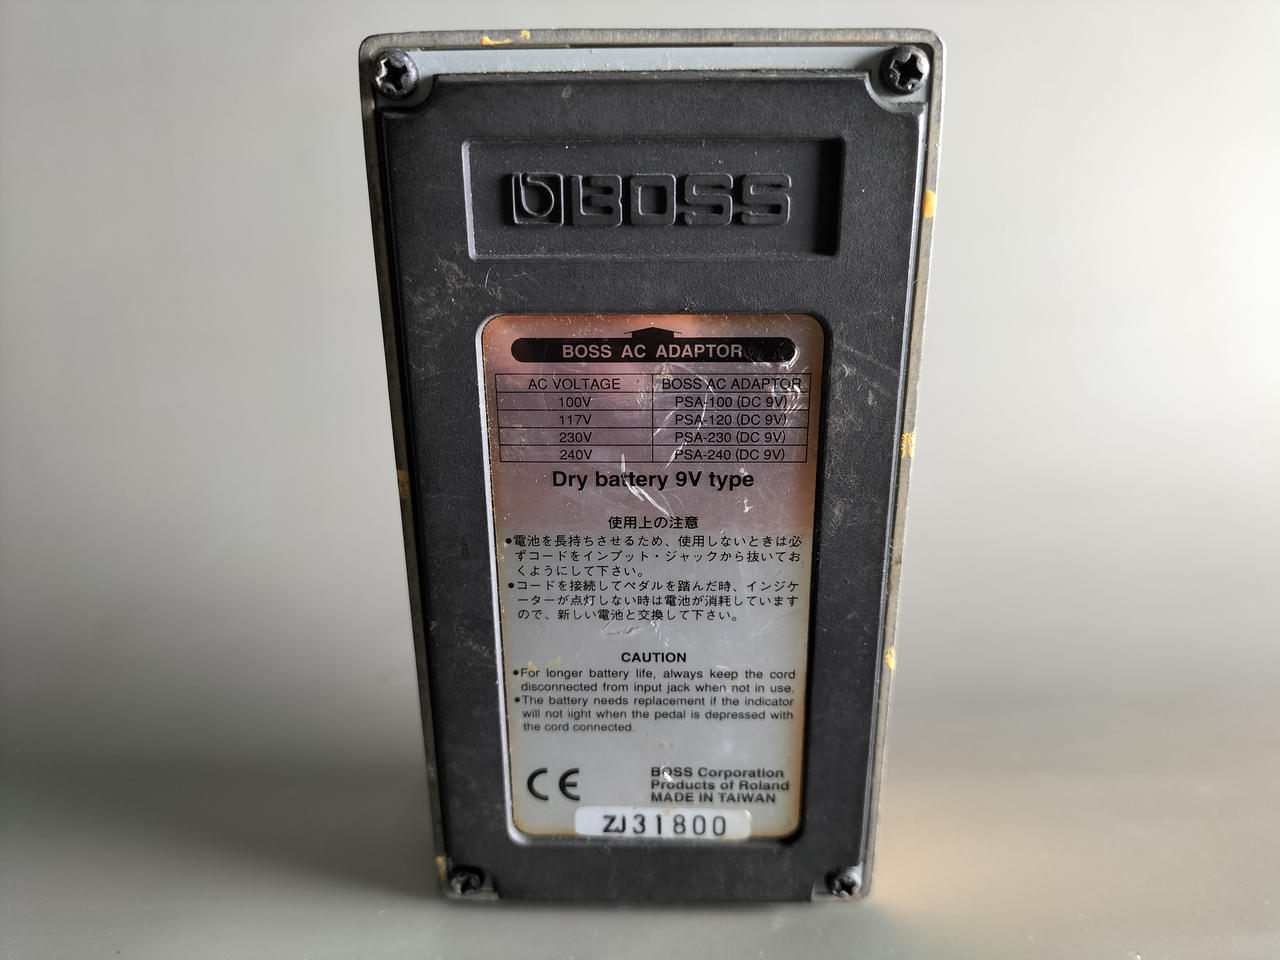 BOSS
BOSS AC ADAPTOR
AC VOLTAGE BOSS AC ADAPTOR
100V PSA-100 (DC 9V)
117V PSA-120 (DC 9V)
230V PSA-230 (DC 9V)
240V PSA-240 (DC 9V)
Dry battery 9V type
使用上の注意
●電池を長持ちさせるため、使用しないときは必
ずコードをインプット・ジャックから抜いてお
くようにして下さい。
●コードを接続してペダルを踏んだ時、インジケ
ーターが点灯しない時は電池が消耗しています
ので、新しい電池と交換して下さい。
CAUTION
●For longer battery life, always keep the cord
disconnected from input jack when not in use.
●The battery needs replacement if the indicator
will not light when the pedal is depressed with
the cord connected.
CE
BOSS Corporation
Products of Roland
MADE IN TAIWAN
ZJ31800